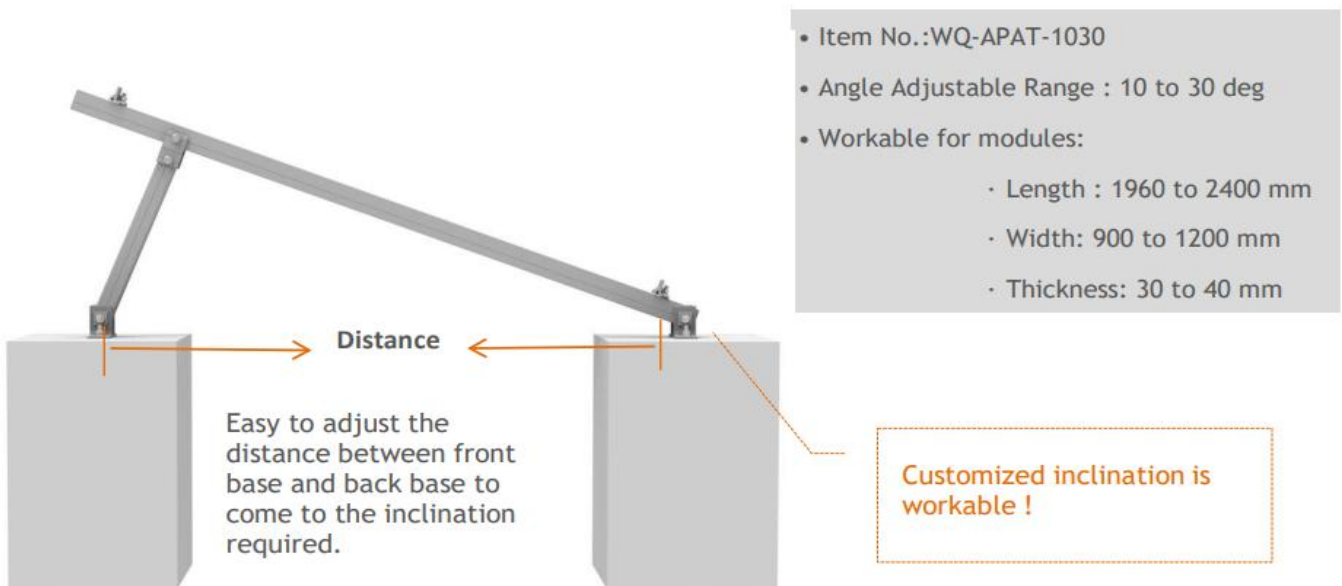 • Item No.:WQ-APAT-1030
• Angle Adjustable Range : 10 to 30 deg
• Workable for modules:
· Length : 1960 to 2400 mm
· Width: 900 to 1200 mm
· Thickness: 30 to 40 mm
Distance
Easy to adjust the
distance between front
base and back base to
come to the inclination
required.
Customized inclination is
workable !